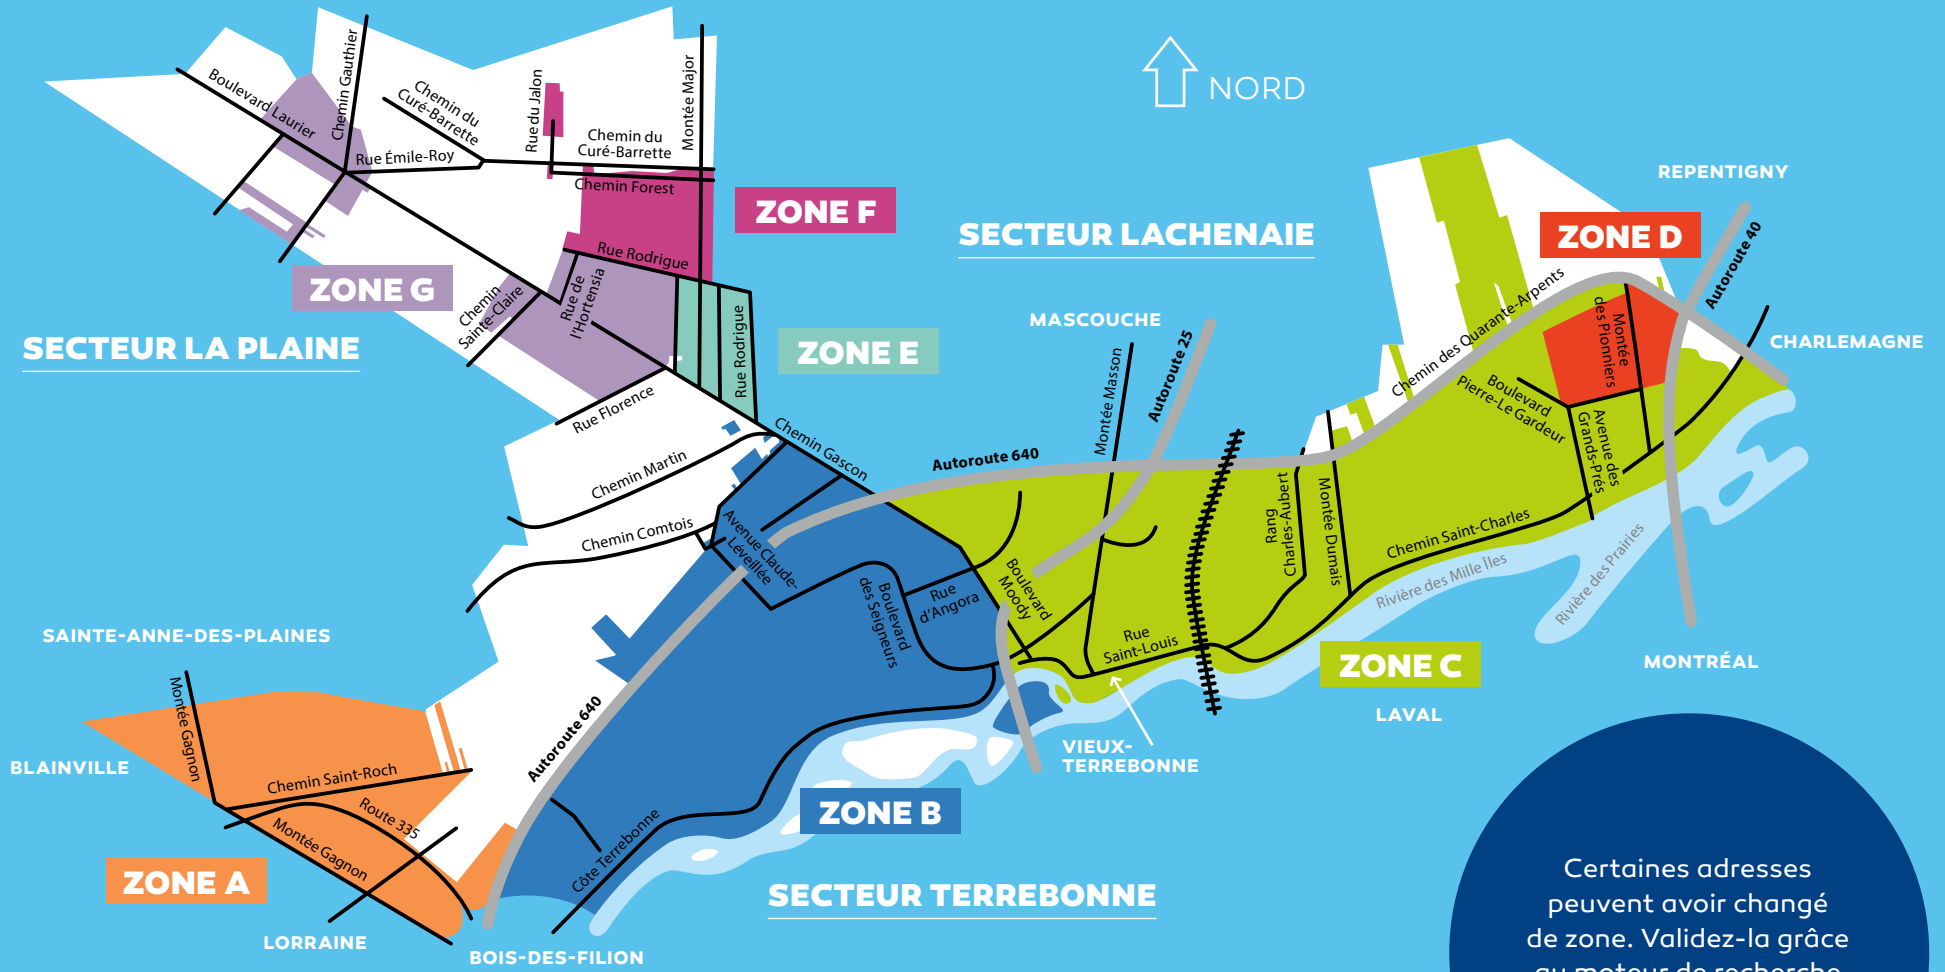 NORD
Boulevard Laurier
Chemin Gauthier
Chemin du
Curé-Barrette
Rue du Jalon
Chemin du
Curé-Barrette
Montée Major
Rue Émile-Roy
Chemin Forest
ZONE F
REPENTIGNY
SECTEUR LACHENAIE
ZONE D
Rue Rodrigue
Autoroute 40
ZONE G
Chemin
Sainte-Claire
Rue de
l'Hortensia
Rue Rodrigue
ZONE E
MASCOUCHE
SECTEUR LA PLAINE
CHARLEMAGNE
Chemin des Quarante-Arpents
Montée
des Pionniers
Montée Masson
Autoroute 25
Boulevard
Pierre-Le Gardeur
Avenue des
Grands-Prés
Rue Florence
Chemin Gascon
Chemin Martin
Autoroute 640
Chemin Comtois
Avenue Claude-
Léveillée
Rang
Charles-Aubert
Montée Dumais
Chemin Saint-Charles
Rivière des Mille Îles
Rivière des Prairies
Boulevard
des Seigneurs
Rue
d'Angora
Boulevard
Moody
Rue
Saint-Louis
SAINTE-ANNE-DES-PLAINES
ZONE C
MONTRÉAL
LAVAL
Montée Gagnon
Autoroute 640
VIEUX-
TERREBONNE
BLAINVILLE
Chemin Saint-Roch
Route 335
Montée Gagnon
ZONE B
Côte Terrebonne
ZONE A
SECTEUR TERREBONNE
LORRAINE
BOIS-DES-FILION
Certaines adresses
peuvent avoir changé
de zone. Validez-la grâce
au moteur de recherche